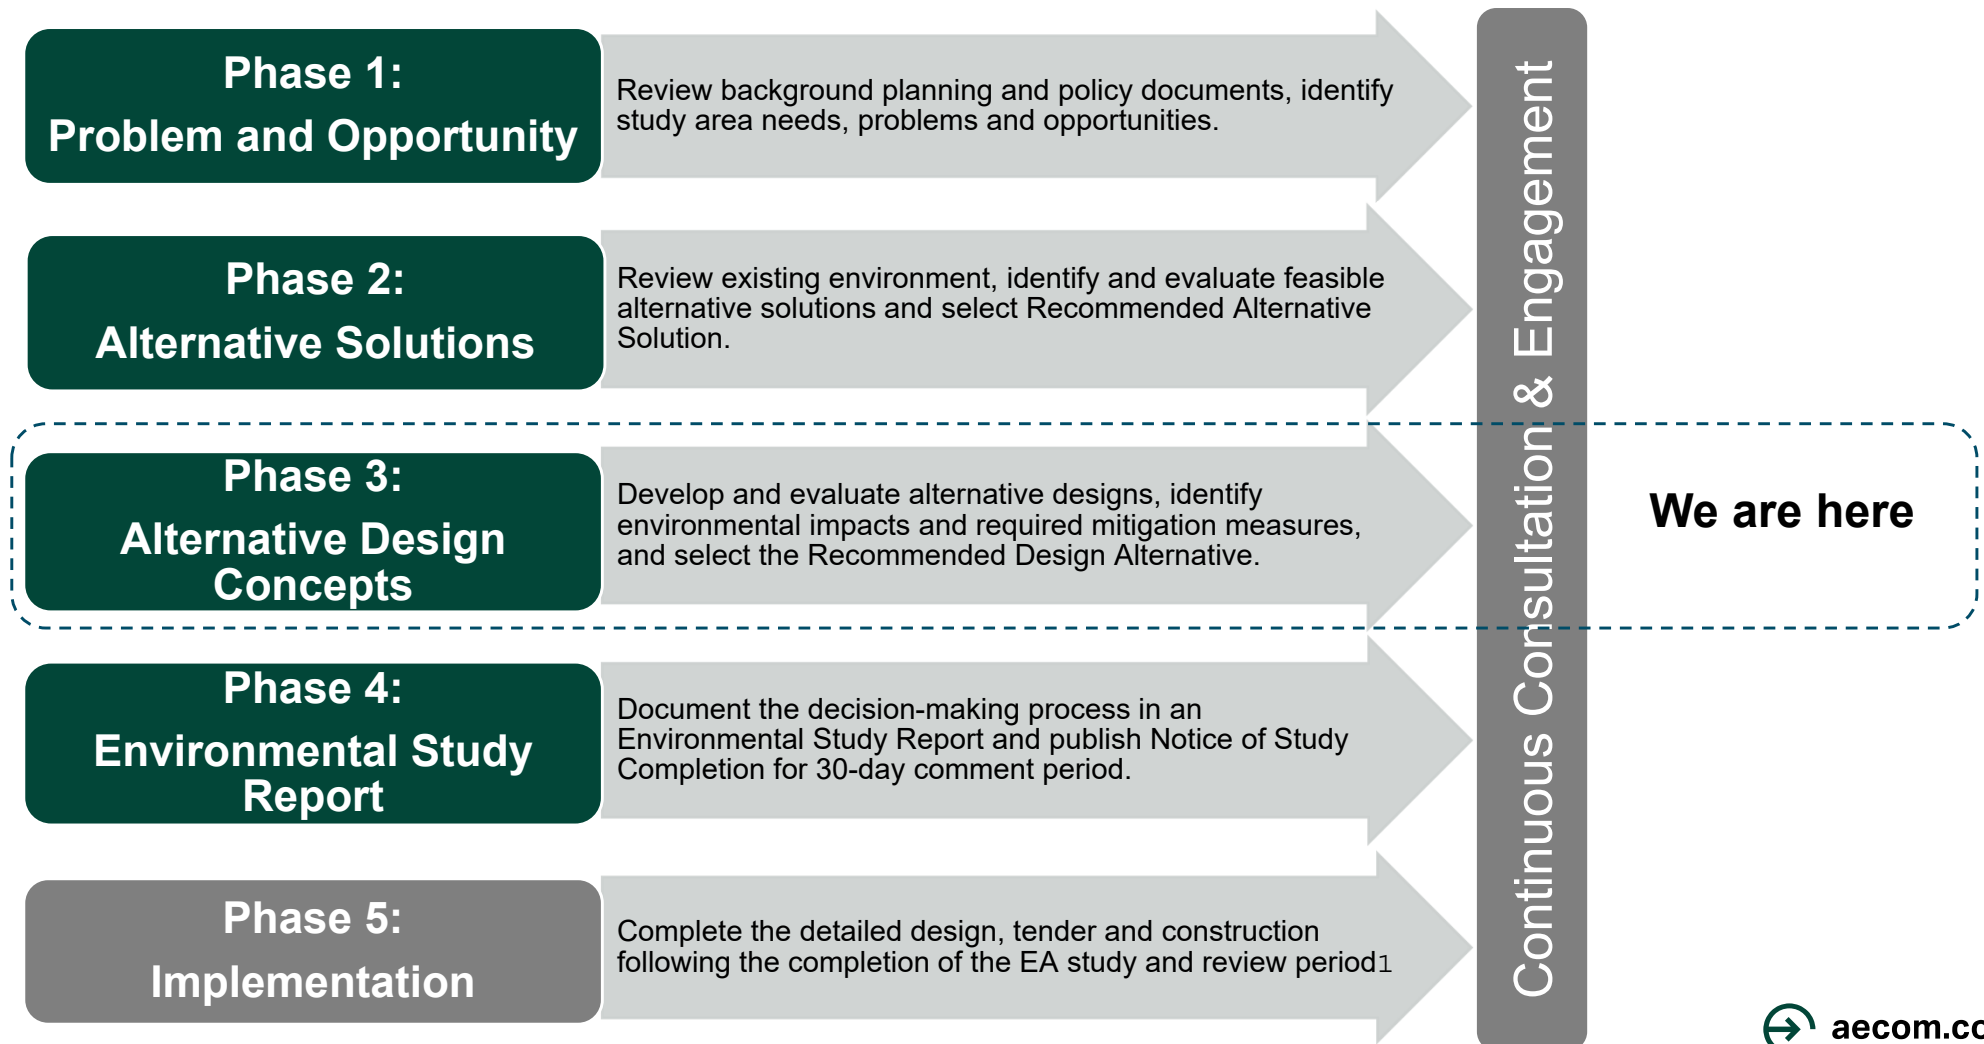 Phase 1:
Problem and Opportunity
Review background planning and policy documents, identify
study area needs, problems and opportunities.
Phase 2:
Alternative Solutions
Review existing environment, identify and evaluate feasible
alternative solutions and select Recommended Alternative
Solution.
Phase 3:
Alternative Design
Concepts
Develop and evaluate alternative designs, identify
environmental impacts and required mitigation measures,
and select the Recommended Design Alternative.
Phase 4:
Environmental Study
Report
Document the decision-making process in an
Environmental Study Report and publish Notice of Study
Completion for 30-day comment period.
Phase 5:
Implementation
Complete the detailed design, tender and construction
following the completion of the EA study and review period1
Continuous Consultation & Engagement
We are here
aecom.co